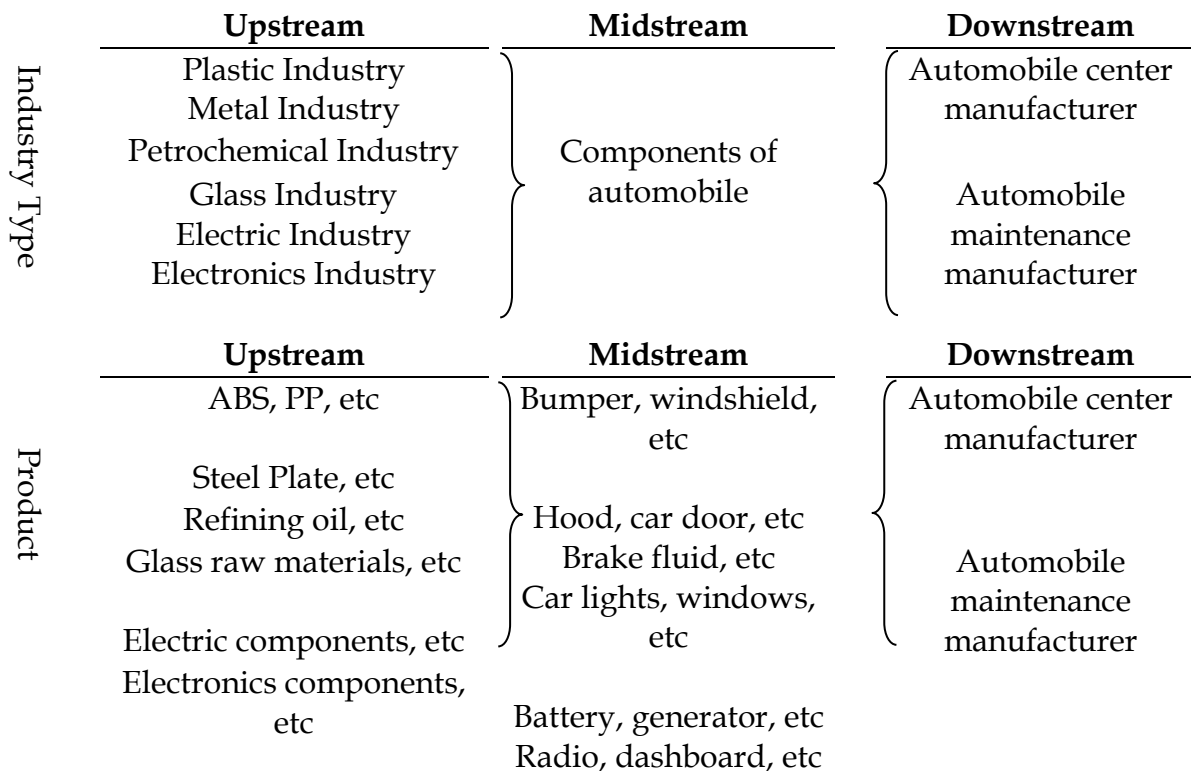 Industry Type
Upstream
Midstream
Downstream
Plastic Industry
Metal Industry
Petrochemical Industry
Glass Industry
Electric Industry
Electronics Industry
Components of
automobile
Automobile center
manufacturer
Automobile
maintenance
manufacturer
Product
Upstream
Midstream
Downstream
ABS, PP, etc
Steel Plate, etc
Refining oil, etc
Glass raw materials, etc
Electric components, etc
Electronics components,
etc
Bumper, windshield,
etc
Hood, car door, etc
Brake fluid, etc
Car lights, windows,
etc
Battery, generator, etc
Radio, dashboard, etc
Automobile center
manufacturer
Automobile
maintenance
manufacturer